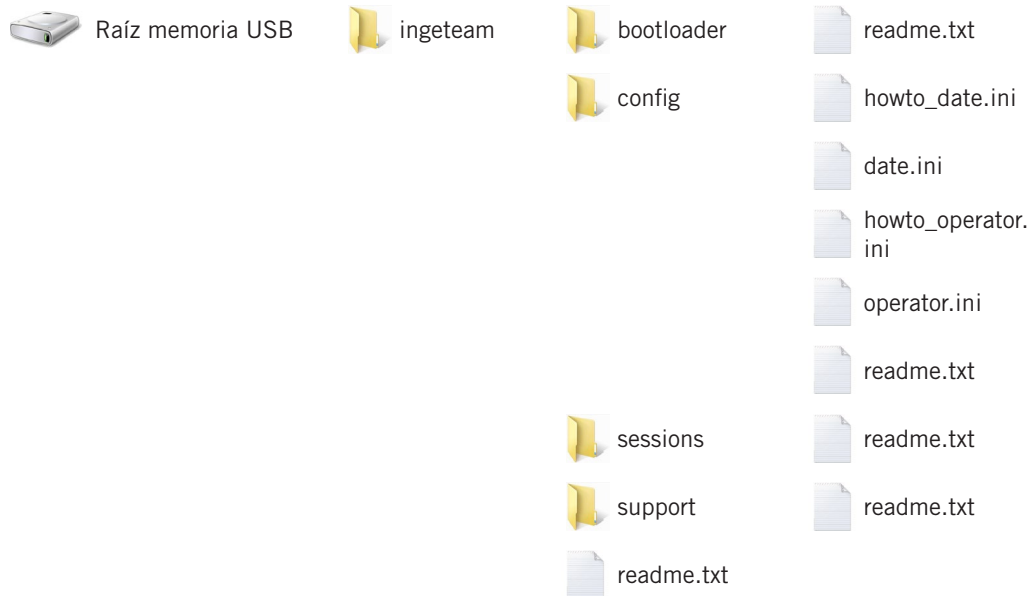 Raíz memoria USB
ingeteam
bootloader
readme.txt
config
howto_date.ini
date.ini
howto_operator.
ini
operator.ini
readme.txt
sessions
readme.txt
support
readme.txt
readme.txt